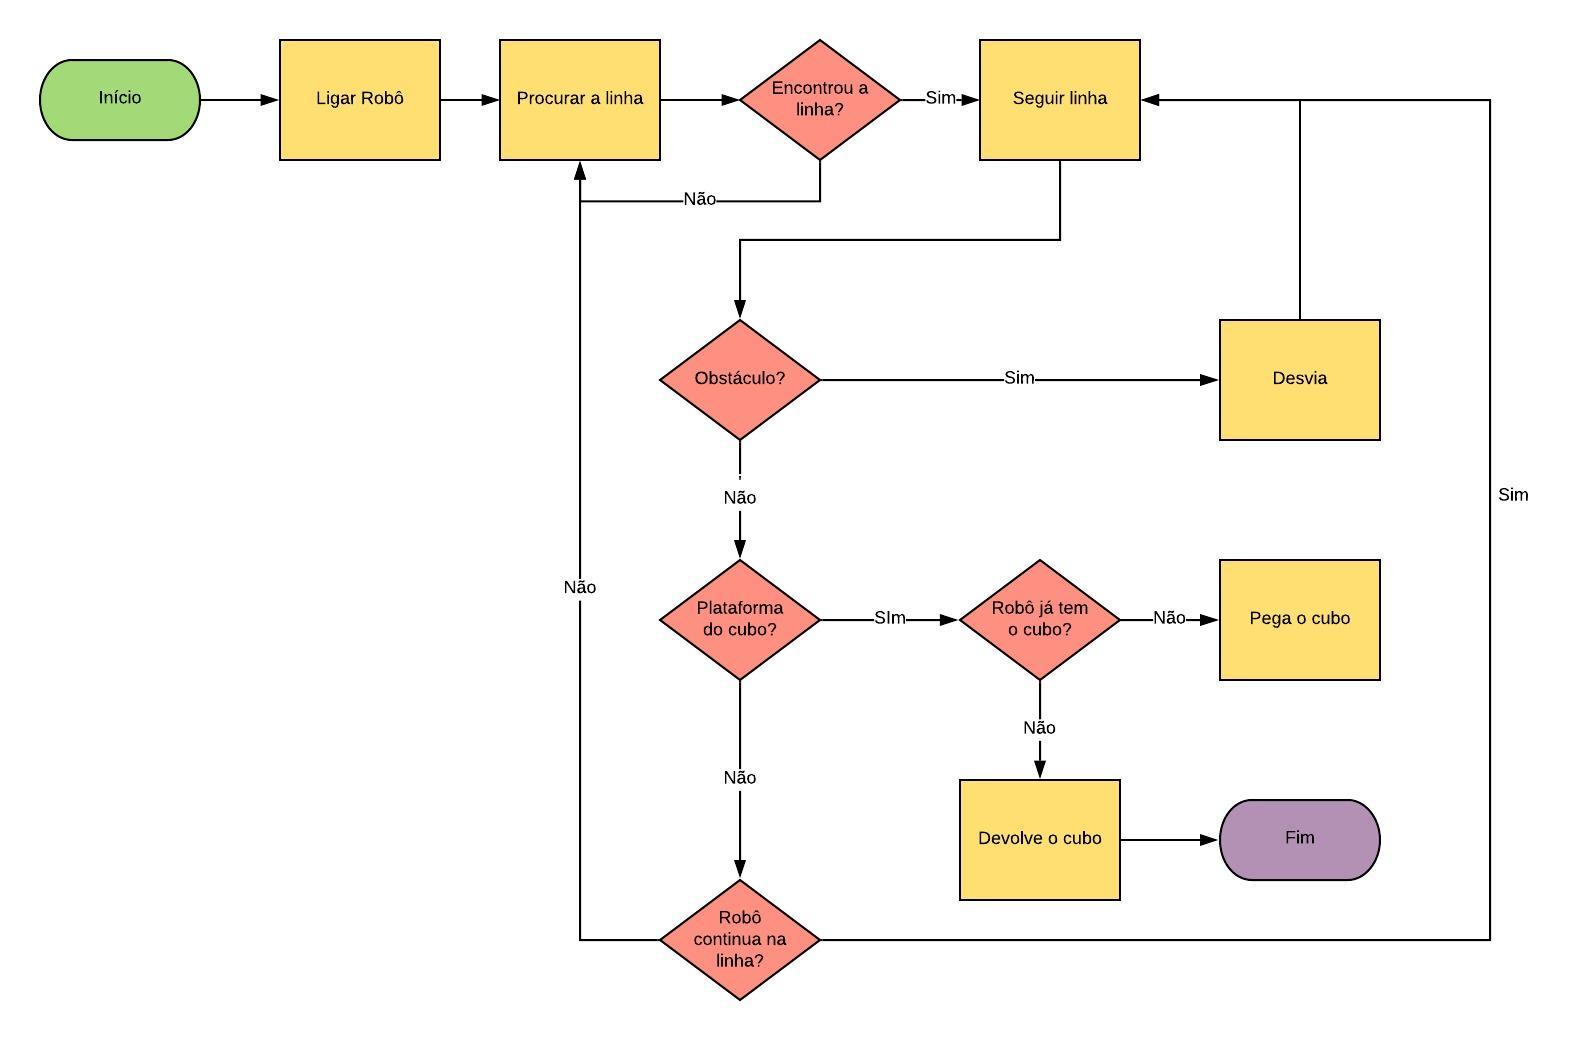 Início
Ligar Robô
Procurar a linha
Encontrou a
linha?
Sim
Seguir linha
Não
Obstáculo?
Sim
Desvia
Não
Sim
Não
Plataforma
do cubo?
SIm
Robô já tem
o cubo?
Não
Pega o cubo
Não
Não
Devolve o cubo
Fim
Robô
continua na
linha?